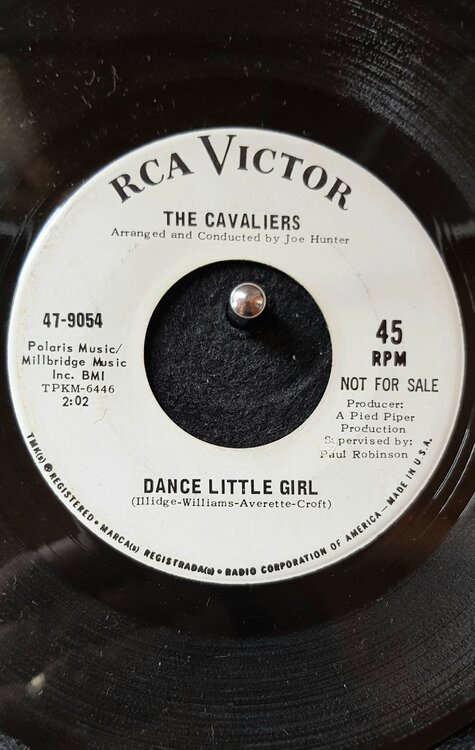 RCA VICTOR
THE CAVALIERS
Arranged and Conducted by Joe Hunter
47-9054
Polaris Music/
Millbridge Music
Inc. BMI
TPKM-6446
2:02
45
RPM
NOT FOR SALE
Producer:
A Pied Piper
Production
Supervised by:
Paul Robinson
DANCE LITTLE GIRL
(Illidge-Williams-Averette-Croft)
TMK(s) ® REGISTERED • MARCA(s) REGISTRADA(s) • RADIO CORPORATION OF AMERICA—MADE IN U.S.A.